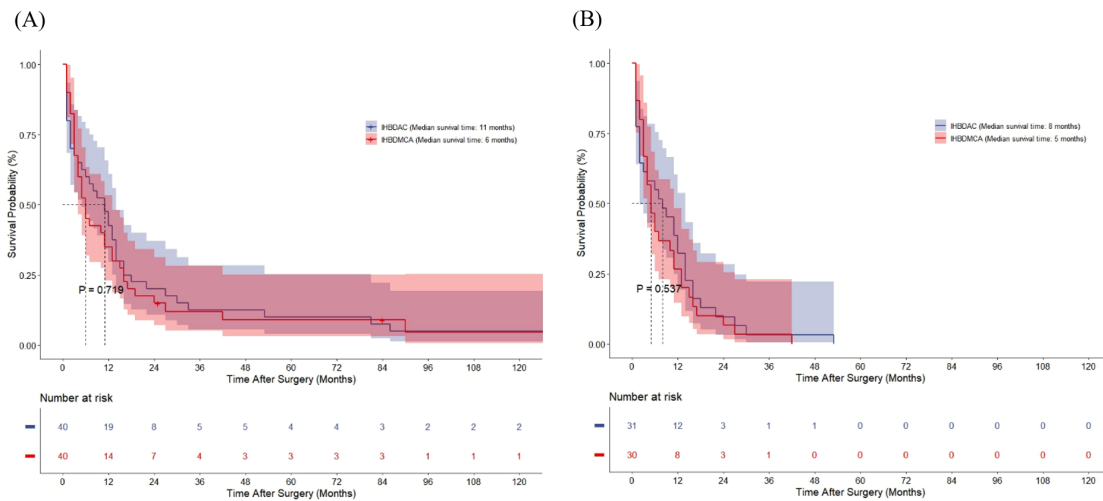 (A)
1.00
0.75
0.50
0.25
0.00
Survival Probability (%)
IHBDAC (Median survival time: 11 months)
IHBDMCA (Median survival time: 6 months)
P = 0.719
0 12 24 36 48 60 72 84 96 108 120
Time After Surgery (Months)
Number at risk
40 19 8 5 5 4 4 3 2 2 2
40 14 7 4 3 3 3 3 1 1 1
0 12 24 36 48 60 72 84 96 108 120
Time After Surgery (Months)
(B)
1.00
0.75
0.50
0.25
0.00
Survival Probability (%)
IHBDAC (Median survival time: 8 months)
IHBDMCA (Median survival time: 5 months)
P = 0.537
0 12 24 36 48 60 72 84 96 108 120
Time After Surgery (Months)
Number at risk
31 12 3 1 1 0 0 0 0 0 0
30 8 3 1 0 0 0 0 0 0 0
0 12 24 36 48 60 72 84 96 108 120
Time After Surgery (Months)